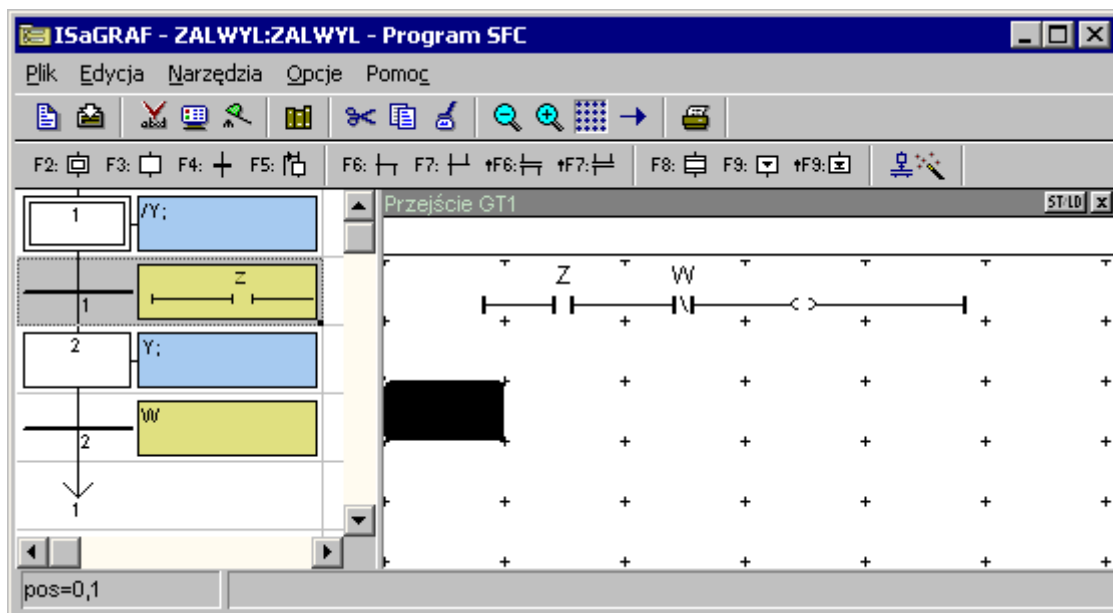 ISaGRAF - ZALWYL:ZALWYL - Program SFC
Plik Edycja Narzędzia Opcje Pomoc
F2: F3: F4: F5: F6: F7: ↑F6: ↑F7: F8: F9: ↑F9:
Przejście GT1 ST/LD x
1 /Y;
Z
1
Z W
2 Y;
W
2
1
pos=0,1